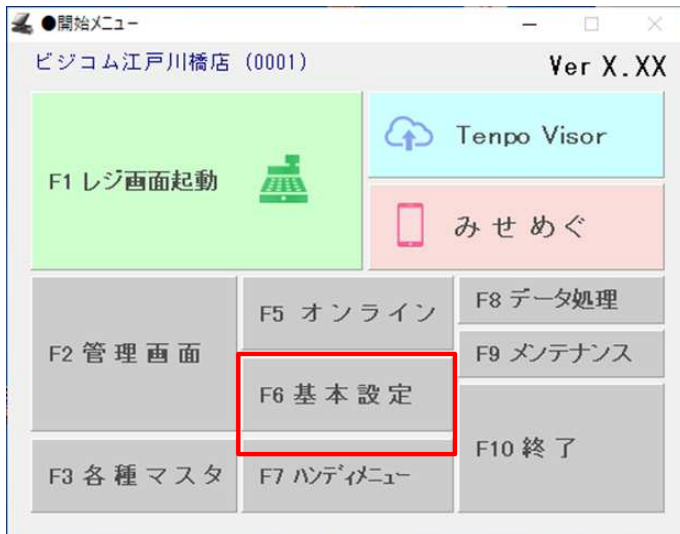 ●開始メニュー
ビジコム江戸川橋店 (0001)
Ver X.XX
F1 レジ画面起動
Tenpo Visor
みせめぐ
F2 管理画面
F5 オンライン
F8 データ処理
F6 基本設定
F9 メンテナンス
F3 各種マスタ
F7 ハンディメニュー
F10 終了